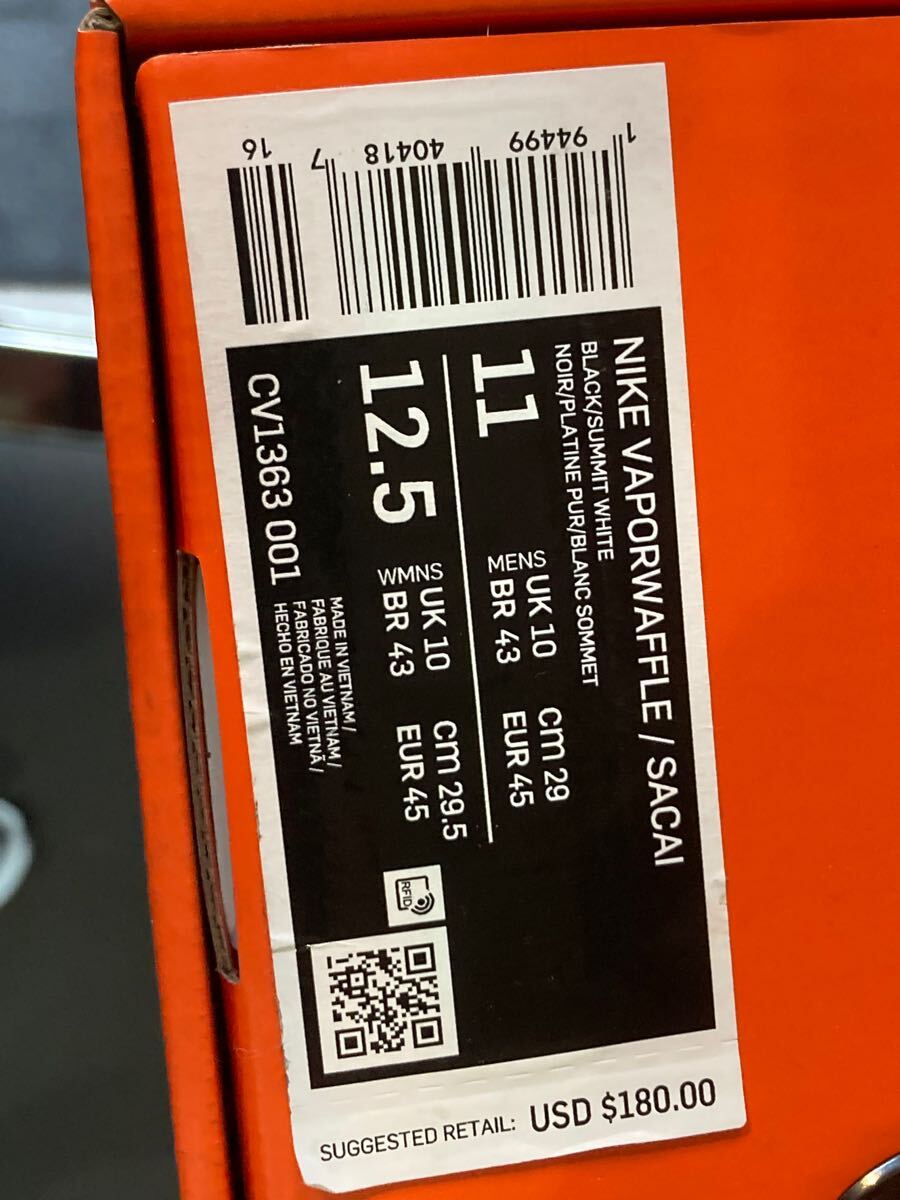 NIKE VAPORWAFFLE / SACAI
BLACK/SUMMIT WHITE
NOIR/PLATINE PUR/BLANC SOMMET
11 MENS UK 10 CM 29
BR 43 EUR 45
12.5 WMNS UK 10 CM 29.5
BR 43 EUR 45
CV1363 001
MADE IN VIETNAM /
FABRIQUE AU VIETNAM /
FABRICADO NO VIETNÃ /
HECHO EN VIETNAM
RFID
1 94499 40418 7 16
SUGGESTED RETAIL: USD $180.00